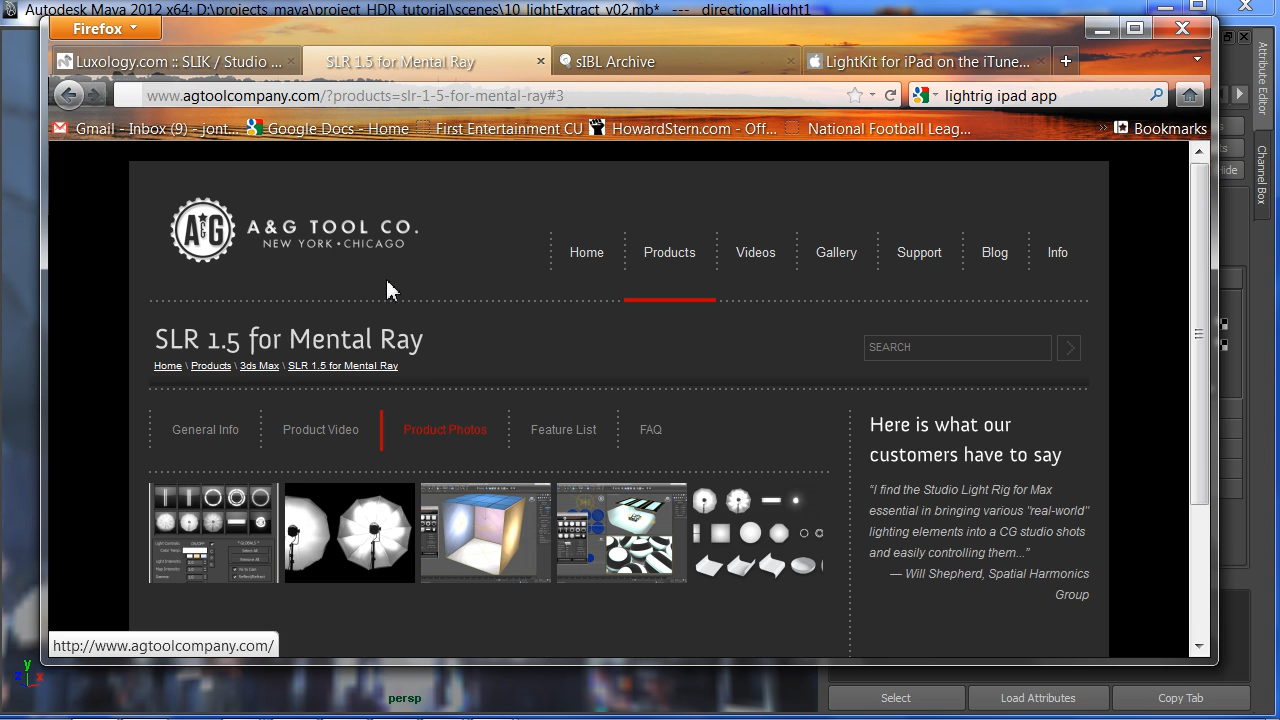 Autodesk Maya 2012 x64: D:\projects_maya\project_HDR_tutorial\scenes\10_lightExtract_v02.mb* --- directionalLight1
Firefox
Luxology.com :: SLIK / Studio ...
SLR 1.5 for Mental Ray
sIBL Archive
LightKit for iPad on the iTune...
www.agtoolcompany.com/?products=slr-1-5-for-mental-ray#3
lightrig ipad app
Gmail - Inbox (9) - jont...
Google Docs - Home
First Entertainment CU
HowardStern.com - Off...
National Football Leag...
Bookmarks
Attribute Editor
Channel Box
A&G
A&G TOOL CO.
NEW YORK • CHICAGO
Home
Products
Videos
Gallery
Support
Blog
Info
SLR 1.5 for Mental Ray
SEARCH
Home \ Products \ 3ds Max \ SLR 1.5 for Mental Ray
General Info
Product Video
Product Photos
Feature List
FAQ
Here is what our
customers have to say
"I find the Studio Light Rig for Max
essential in bringing various "real-world"
lighting elements into a CG studio shots
and easily controlling them..."
— Will Shepherd, Spatial Harmonics
Group
http://www.agtoolcompany.com/
y
z
x
persp
Select
Load Attributes
Copy Tab